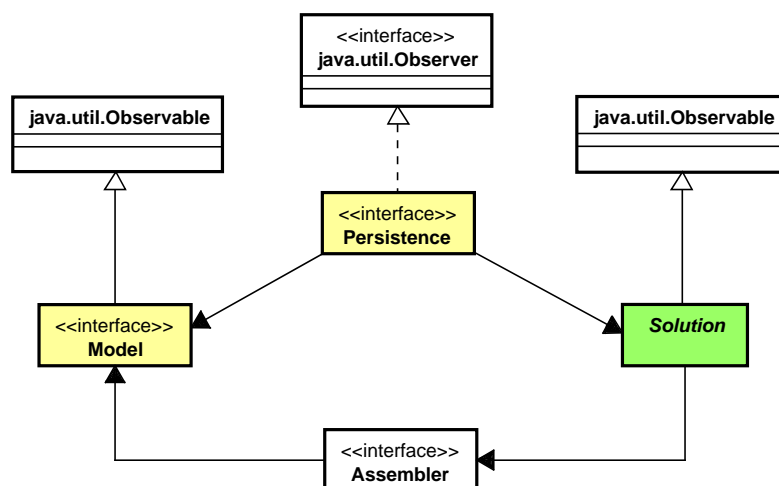 <<interface>>
java.util.Observer
java.util.Observable
java.util.Observable
<<interface>>
Persistence
<<interface>>
Model
Solution
<<interface>>
Assembler